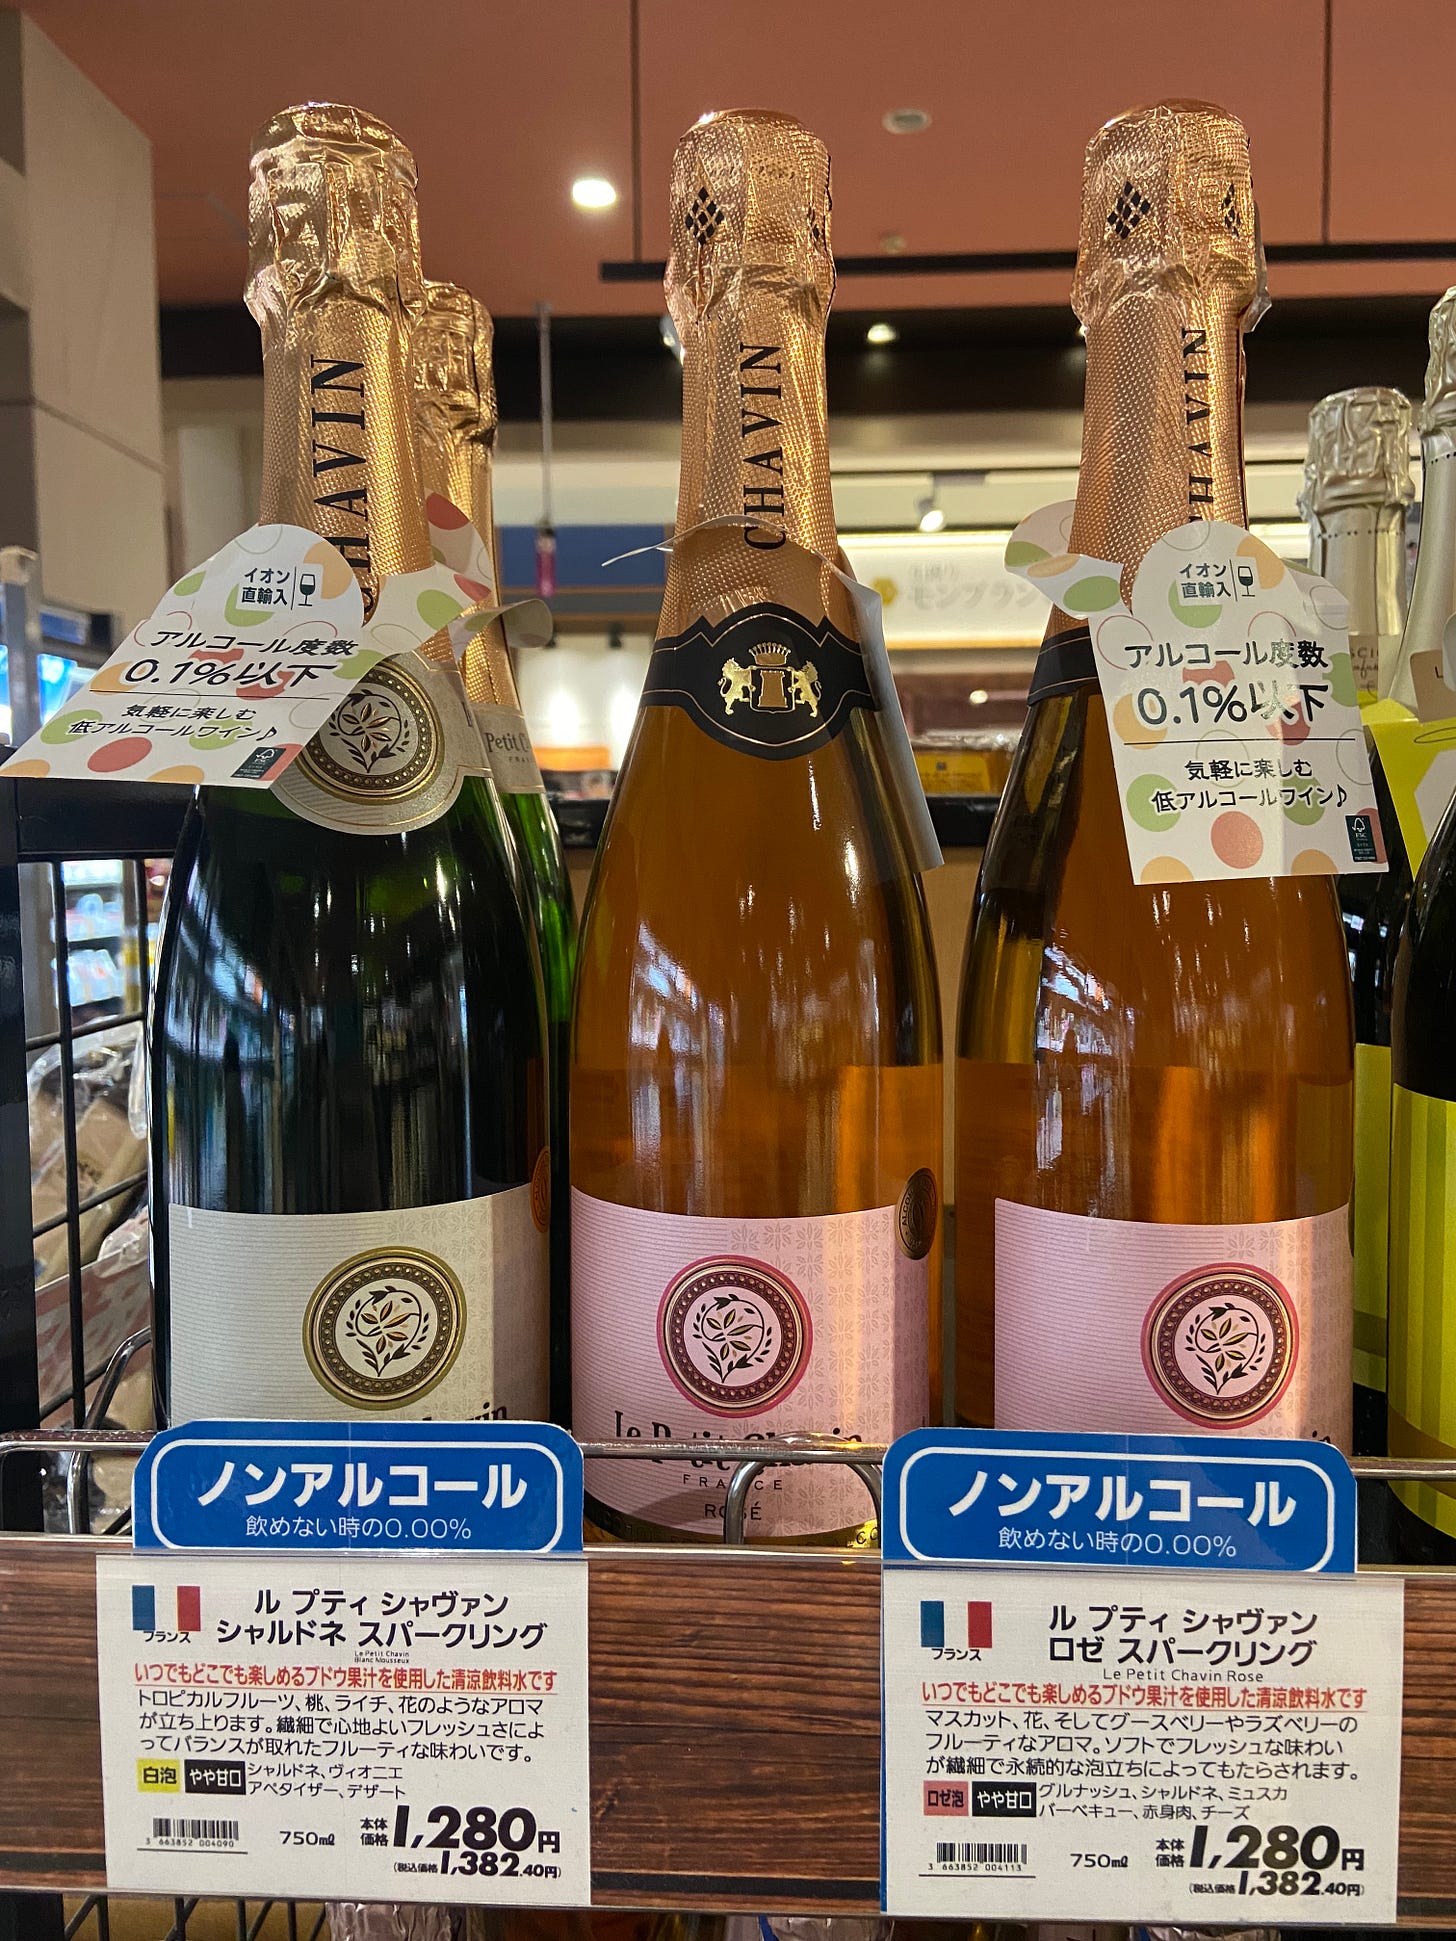 CHAVIN
CHAVIN
HAVIN
イオン
直輸入
アルコール度数
0.1%以下
気軽に楽しむ
低アルコールワイン♪
FSC
Petit C
FRAN
イオン
直輸入
アルコール度数
0.1%以下
気軽に楽しむ
低アルコールワイン♪
FSC
モンブラン
Le Petit Chavin
FRANCE
ROSÉ
ノンアルコール
飲めない時の0.00%
フランス
ル プティ シャヴァン
シャルドネ スパークリング
Le Petit Chavin
Blanc Mousseux
いつでもどこでも楽しめるブドウ果汁を使用した清涼飲料水です
トロピカルフルーツ、桃、ライチ、花のようなアロマ
が立ち上ります。繊細で心地よいフレッシュさによ
ってバランスが取れたフルーティな味わいです。
白泡 やや甘口 シャルドネ、ヴィオニエ
アペタイザー、デザート
3 663852 004090
750mℓ
本体価格 1,280円
(税込価格 1,382.40円)
ノンアルコール
飲めない時の0.00%
フランス
ル プティ シャヴァン
ロゼ スパークリング
Le Petit Chavin Rose
いつでもどこでも楽しめるブドウ果汁を使用した清涼飲料水です
マスカット、花、そしてグースベリーやラズベリーの
フルーティなアロマ。ソフトでフレッシュな味わい
が繊細で永続的な泡立ちによってもたらされます。
ロゼ泡 やや甘口 グルナッシュ、シャルドネ、ミュスカ
バーベキュー、赤身肉、チーズ
3 663852 004113
750mℓ
本体価格 1,280円
(税込価格 1,382.40円)